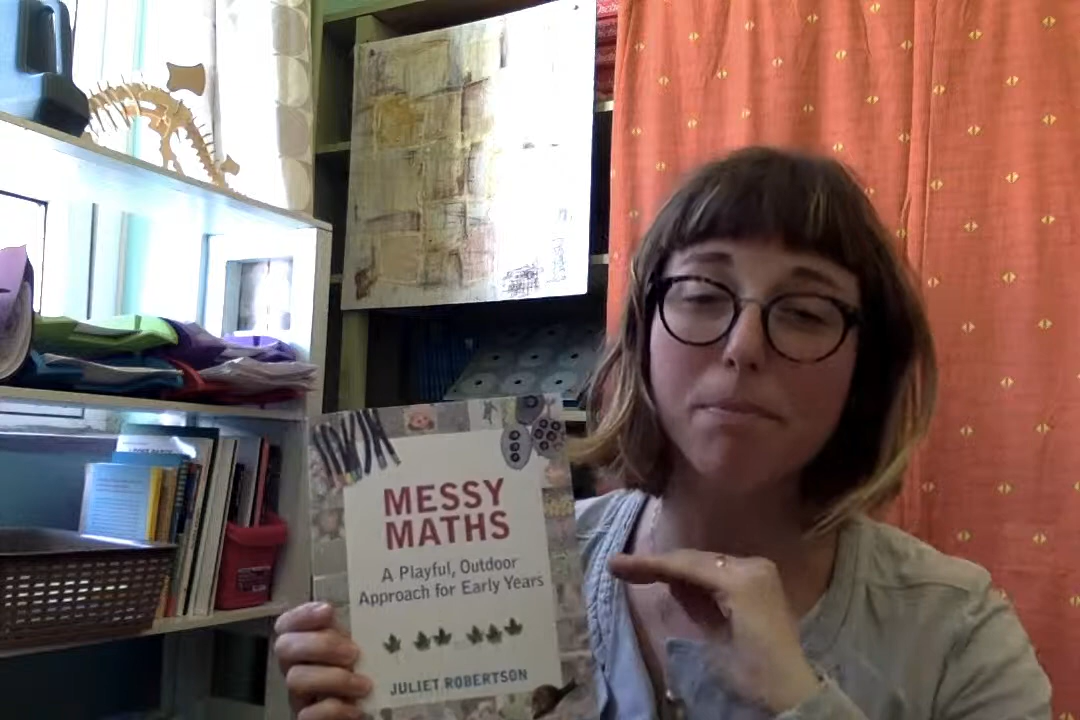 MESSY
MATHS
A Playful, Outdoor
Approach for Early Years
JULIET ROBERTSON